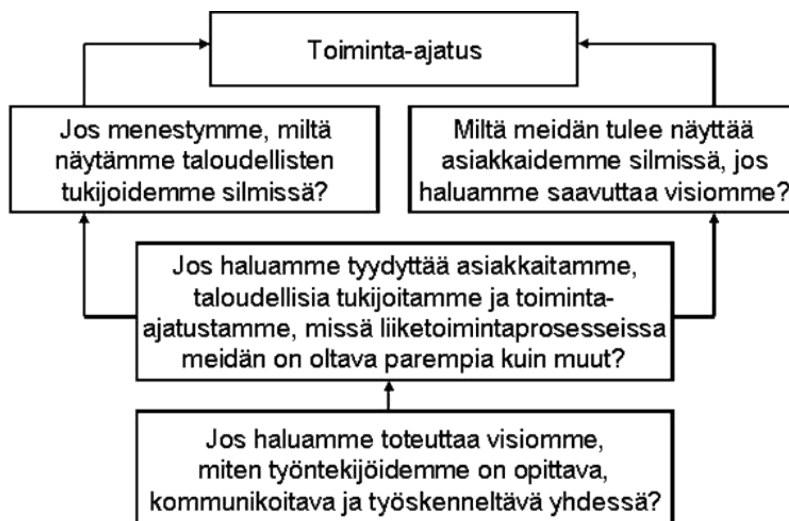 Toiminta-ajatus
Jos menestymme, miltä
näytämme taloudellisten
tukijoidemme silmissä?
Miltä meidän tulee näyttää
asiakkaidemme silmissä, jos
haluamme saavuttaa visiomme?
Jos haluamme tyydyttää asiakkaitamme,
taloudellisia tukijoitamme ja toiminta-
ajatustamme, missä liiketoimintaprosesseissa
meidän on oltava parempia kuin muut?
Jos haluamme toteuttaa visiomme,
miten työntekijöidemme on opittava,
kommunikoitava ja työskenneltävä yhdessä?